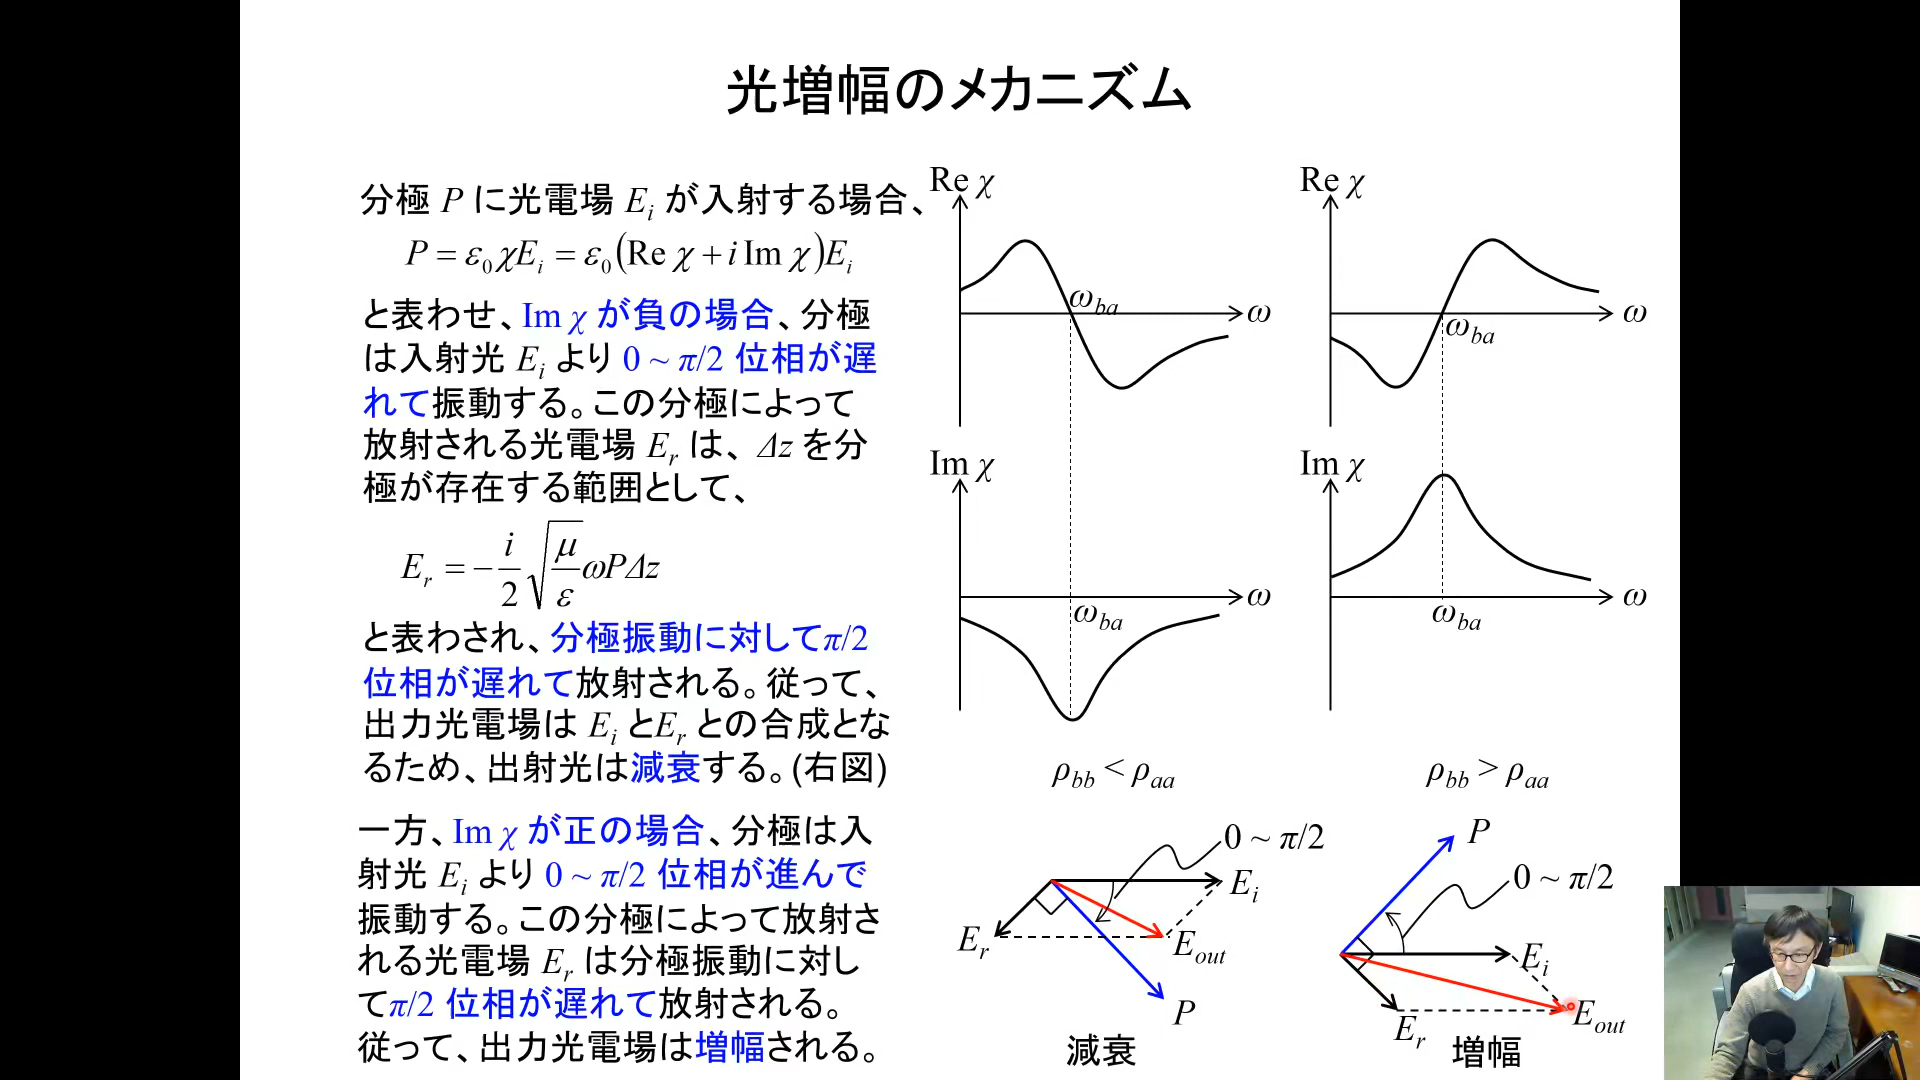 光増幅のメカニズム
分極 P に光電場 E_i が入射する場合、
P = ε_0 χE_i = ε_0 (Re χ + i Im χ)E_i
と表わせ、Im χ が負の場合、分極
は入射光 E_i より 0 ~ π/2 位相が遅
れて振動する。この分極によって
放射される光電場 E_r は、Δz を分
極が存在する範囲として、
E_r = − i/2 √(μ/ε) ωPΔz
と表わされ、分極振動に対してπ/2
位相が遅れて放射される。従って、
出力光電場は E_i とE_r との合成とな
るため、出射光は減衰する。(右図)
一方、Im χ が正の場合、分極は入
射光 E_i より 0 ~ π/2 位相が進んで
振動する。この分極によって放射さ
れる光電場 E_r は分極振動に対し
てπ/2 位相が遅れて放射される。
従って、出力光電場は増幅される。
Re χ
ω_ba
ω
Im χ
ω
ω_ba
ρ_bb < ρ_aa
0 ~ π/2
E_i
E_r
E_out
P
減衰
Re χ
ω
ω_ba
Im χ
ω
ω_ba
ρ_bb > ρ_aa
P
0 ~ π/2
E_i
E_r
E_out
増幅